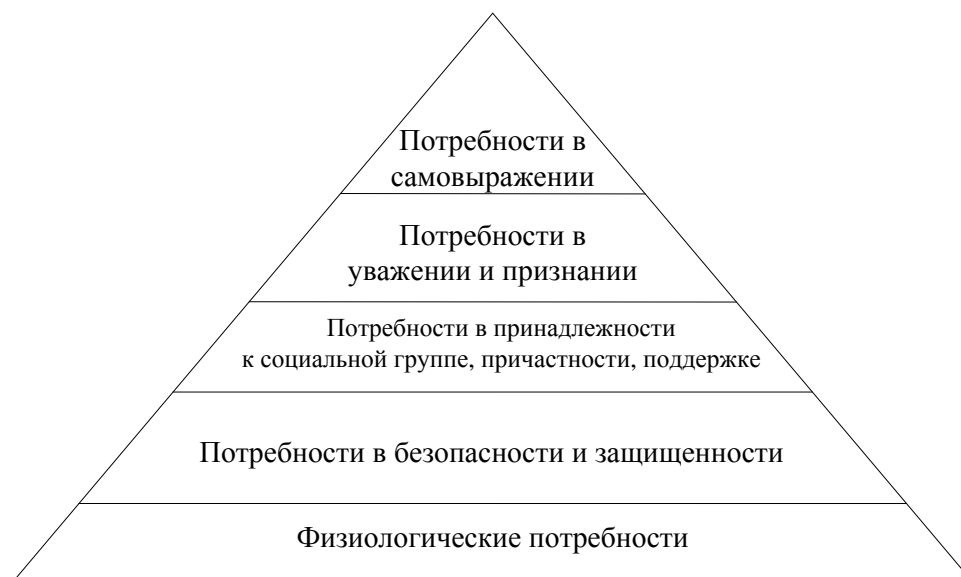 Потребности в
самовыражении
Потребности в
уважении и признании
Потребности в принадлежности
к социальной группе, причастности, поддержке
Потребности в безопасности и защищенности
Физиологические потребности